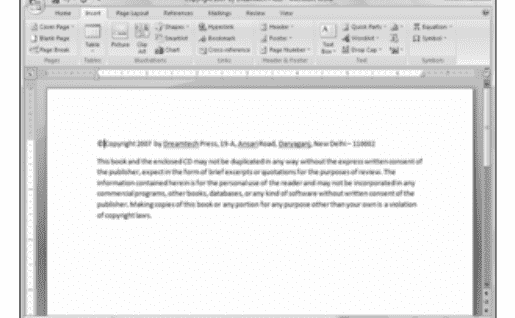 Home Insert Page Layout References Mailings Review View
Cover Page Blank Page Page Break
Table Picture Clip Art Shapes SmartArt Chart
Hyperlink Bookmark Cross-reference
Header Footer Page Number
Text Box Quick Parts WordArt Drop Cap
Equation Symbol
Pages Tables Illustrations Links Header & Footer Text Symbols
©Copyright 2007 by Dreamtech Press, 19-A, Ansari Road, Daryaganj, New Delhi – 110002
This book and the enclosed CD may not be duplicated in any way without the express written consent of
the publisher, expect in the form of brief excerpts or quotations for the purposes of review. The
information contained herein is for the personal use of the reader and may not be incorporated in any
commercial programs, other books, databases, or any kind of software without written consent of the
publisher. Making copies of this book or any portion for any purpose other than your own is a violation
of copyright laws.